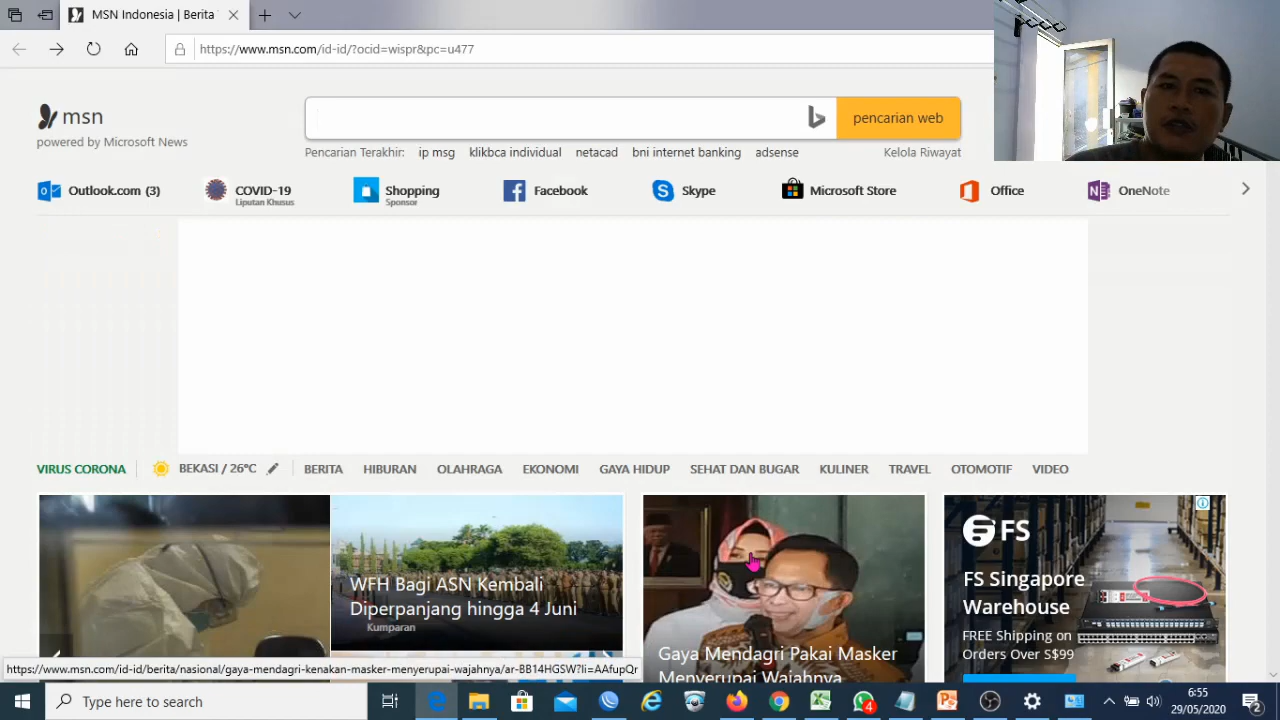 MSN Indonesia | Berita
https://www.msn.com/id-id/?ocid=wispr&pc=u477
msn
powered by Microsoft News
pencarian web
Pencarian Terakhir: ip msg klikbca individual netacad bni internet banking adsense Kelola Riwayat
Outlook.com (3) COVID-19 Shopping Facebook Skype Microsoft Store Office OneNote
Liputan Khusus Sponsor
VIRUS CORONA BEKASI / 26°C BERITA HIBURAN OLAHRAGA EKONOMI GAYA HIDUP SEHAT DAN BUGAR KULINER TRAVEL OTOMOTIF VIDEO
WFH Bagi ASN Kembali
Diperpanjang hingga 4 Juni
Kumparan
Gaya Mendagri Pakai Masker
Menyerupai Wajahnya
FS
FS Singapore
Warehouse
FREE Shipping on
Orders Over S$99
https://www.msn.com/id-id/berita/nasional/gaya-mendagri-kenakan-masker-menyerupai-wajahnya/ar-BB14HGSW?li=AAfupQr
Type here to search
4
6:55
29/05/2020
2